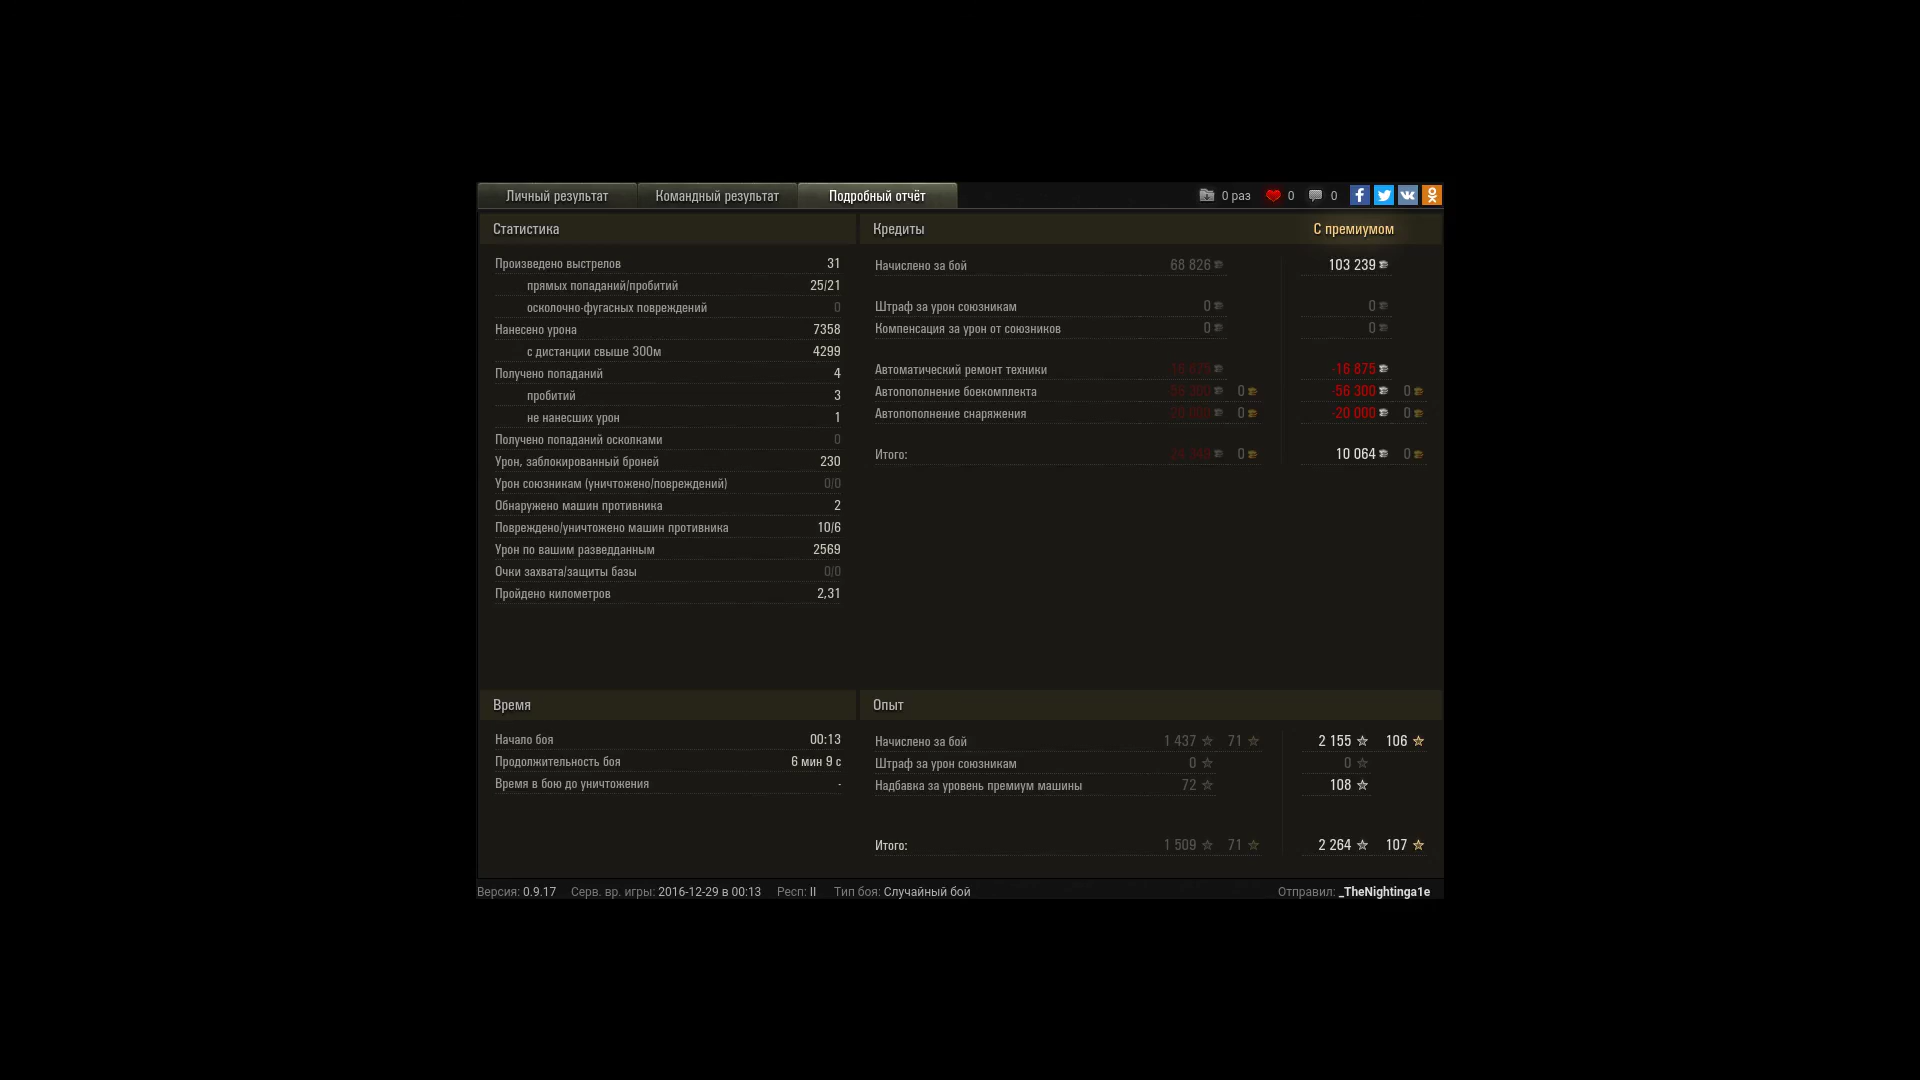 Личный результат Командный результат Подробный отчёт 0 раз 0 0
Статистика
Произведено выстрелов 31
прямых попаданий/пробитий 25/21
осколочно-фугасных повреждений 0
Нанесено урона 7358
с дистанции свыше 300м 4299
Получено попаданий 4
пробитий 3
не нанесших урон 1
Получено попаданий осколками 0
Урон, заблокированный броней 230
Урон союзникам (уничтожено/повреждений) 0/0
Обнаружено машин противника 2
Повреждено/уничтожено машин противника 10/6
Урон по вашим разведданным 2569
Очки захвата/защиты базы 0/0
Пройдено километров 2,31
Кредиты С премиумом
Начислено за бой 68 826 103 239
Штраф за урон союзникам 0 0
Компенсация за урон от союзников 0 0
Автоматический ремонт техники -16 875 -16 875
Автопополнение боекомплекта -56 300 0 -56 300 0
Автопополнение снаряжения -20 000 0 -20 000 0
Итого: 0 10 064 0
Время
Начало боя 00:13
Продолжительность боя 6 мин 9 с
Время в бою до уничтожения -
Опыт
Начислено за бой 1 437 71 2 155 106
Штраф за урон союзникам 0 0
Надбавка за уровень премиум машины 72 108
Итого: 1 509 71 2 264 107
Версия: 0.9.17 Серв. вр. игры: 2016-12-29 в 00:13 Респ: II Тип боя: Случайный бой Отправил: _TheNightinga1e